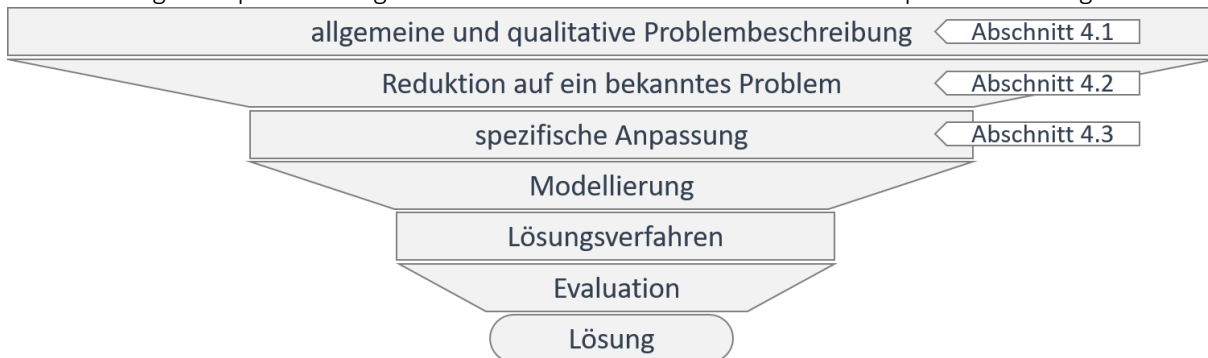 allgemeine und qualitative Problembeschreibung Abschnitt 4.1
Reduktion auf ein bekanntes Problem Abschnitt 4.2
spezifische Anpassung Abschnitt 4.3
Modellierung
Lösungsverfahren
Evaluation
Lösung